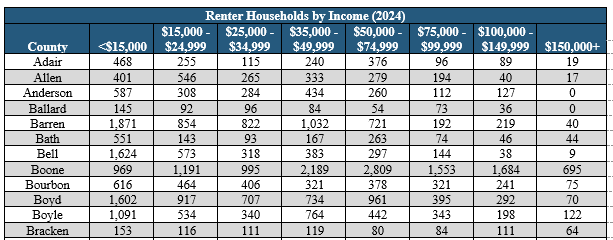 Renter Households by Income (2024)
County <$15,000 $15,000 - $24,999 $25,000 - $34,999 $35,000 - $49,999 $50,000 - $74,999 $75,000 - $99,999 $100,000 - $149,999 $150,000+
Adair 468 255 115 240 376 96 89 19
Allen 401 546 265 333 279 194 40 17
Anderson 587 308 284 434 260 112 127 0
Ballard 145 92 96 84 54 73 36 0
Barren 1,871 854 822 1,032 721 192 219 40
Bath 551 143 93 167 263 74 46 44
Bell 1,624 573 318 383 297 144 38 9
Boone 969 1,191 995 2,189 2,809 1,553 1,684 695
Bourbon 616 464 406 321 378 321 241 75
Boyd 1,602 917 707 734 961 395 292 70
Boyle 1,091 534 340 764 442 343 198 122
Bracken 153 116 111 119 80 84 111 64